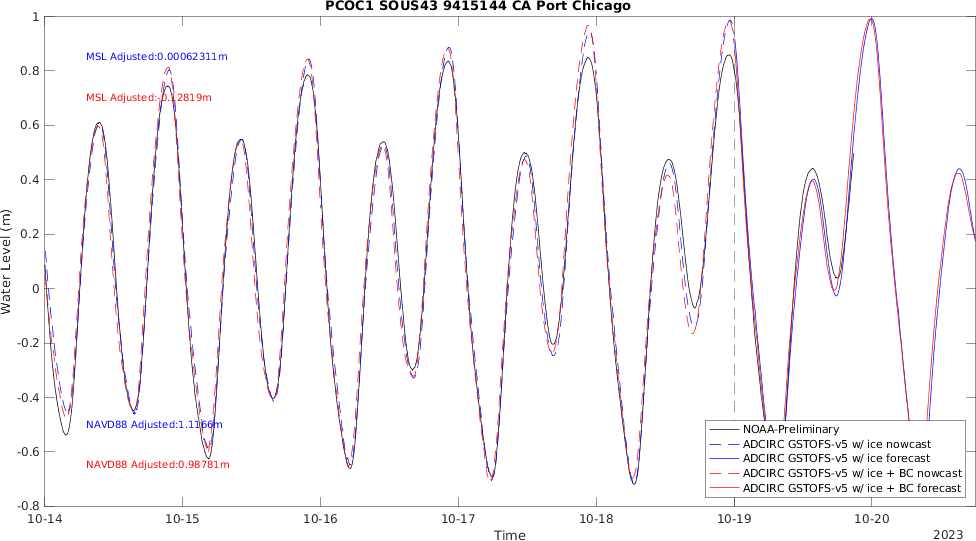 PCOC1 SOUS43 9415144 CA Port Chicago
Water Level (m)
1
0.8
0.6
0.4
0.2
0
-0.2
-0.4
-0.6
-0.8
MSL Adjusted:0.00062311m
MSL Adjusted:-0.12819m
NAVD88 Adjusted:1.1166m
NAVD88 Adjusted:0.98781m
NOAA-Preliminary
ADCIRC GSTOFS-v5 w/ ice nowcast
ADCIRC GSTOFS-v5 w/ ice forecast
ADCIRC GSTOFS-v5 w/ ice + BC nowcast
ADCIRC GSTOFS-v5 w/ ice + BC forecast
10-14 10-15 10-16 10-17 10-18 10-19 10-20
Time
2023